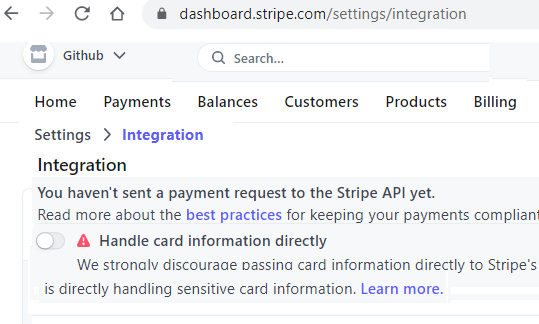 dashboard.stripe.com/settings/integration
Github
Search...
Home Payments Balances Customers Products Billing
Settings > Integration
Integration
You haven't sent a payment request to the Stripe API yet.
Read more about the best practices for keeping your payments compliant
Handle card information directly
We strongly discourage passing card information directly to Stripe's
is directly handling sensitive card information. Learn more.